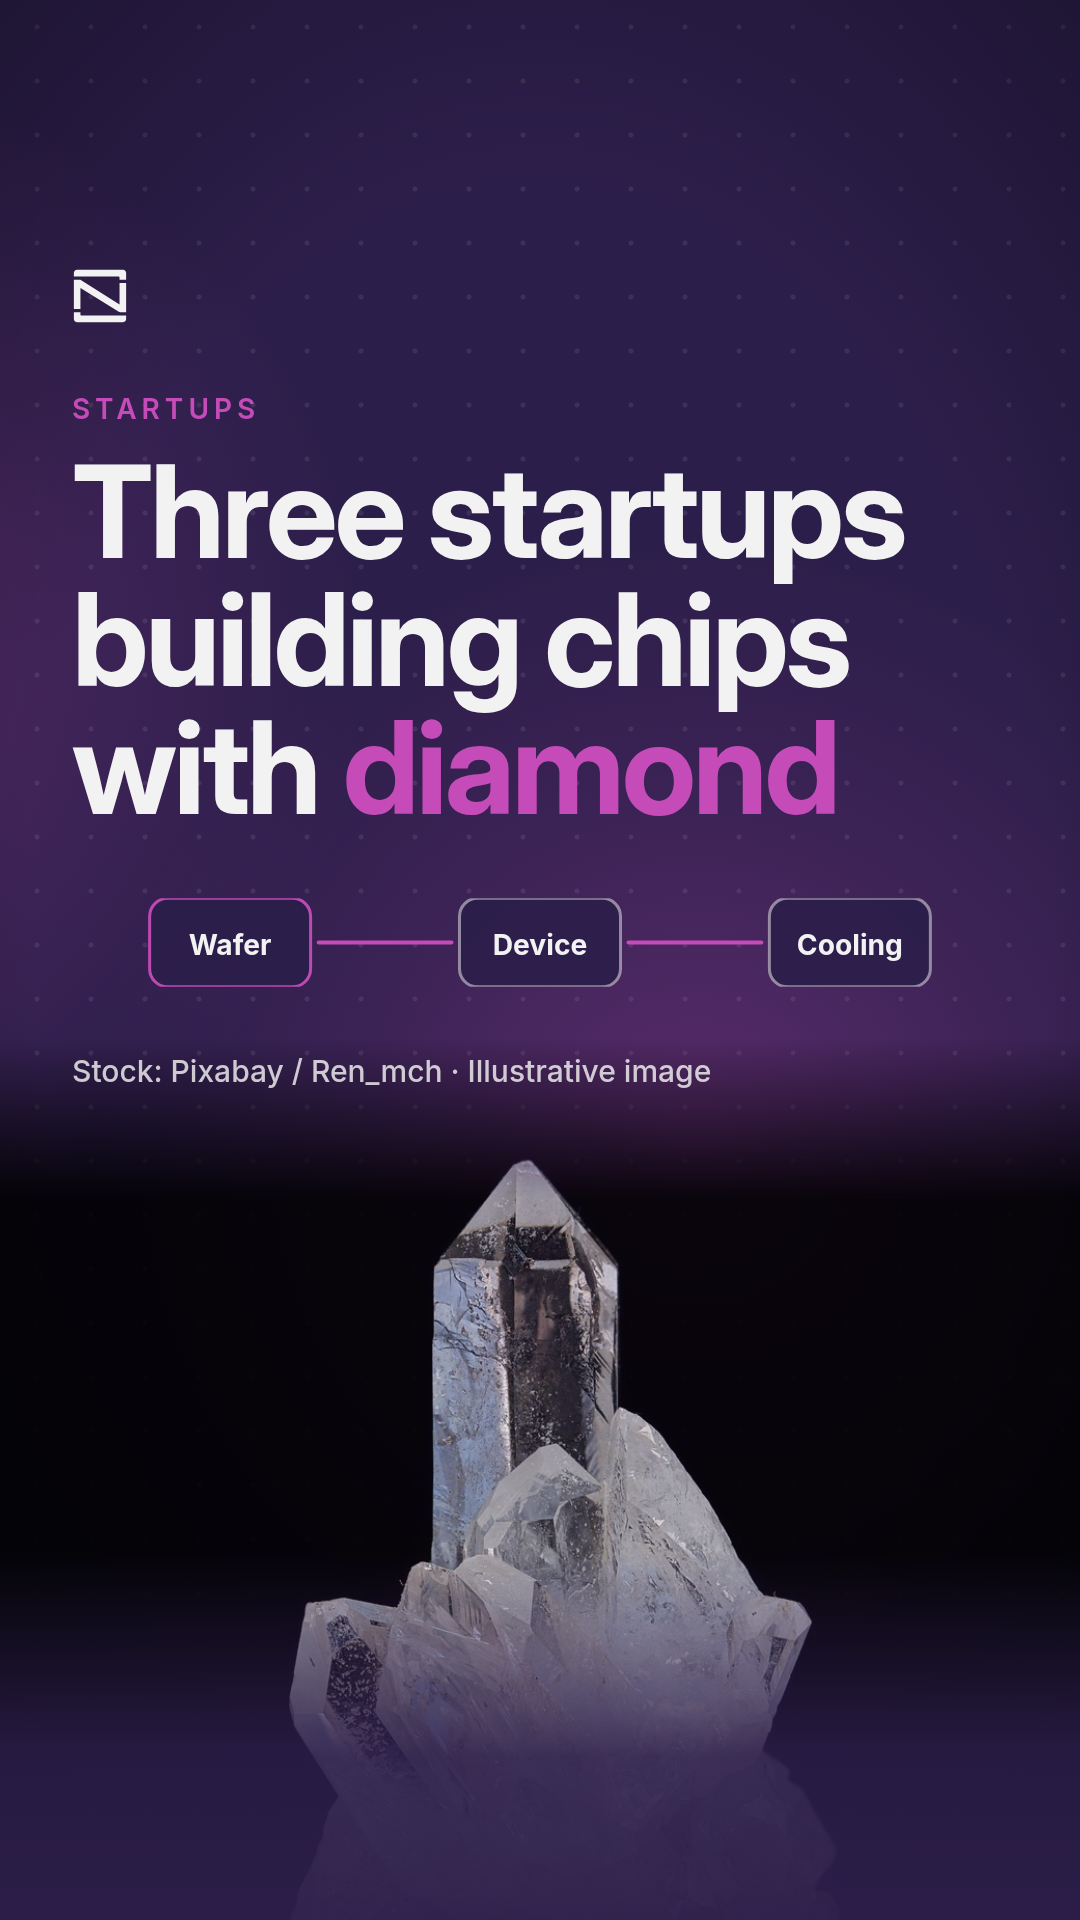 STARTUPS
Three startups
building chips
with diamond
Wafer
Device
Cooling
Stock: Pixabay / Ren_mch · Illustrative image